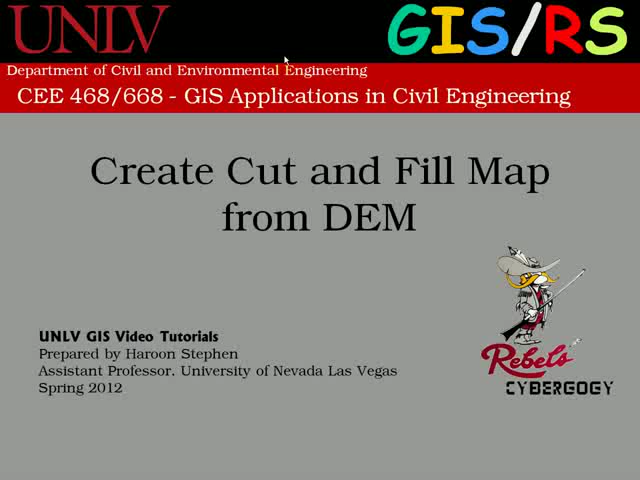 UNLV
GIS/RS
Department of Civil and Environmental Engineering
CEE 468/668 - GIS Applications in Civil Engineering
Create Cut and Fill Map
from DEM
UNLV GIS Video Tutorials
Prepared by Haroon Stephen
Assistant Professor, University of Nevada Las Vegas
Spring 2012
Rebels
CYBERGOGY